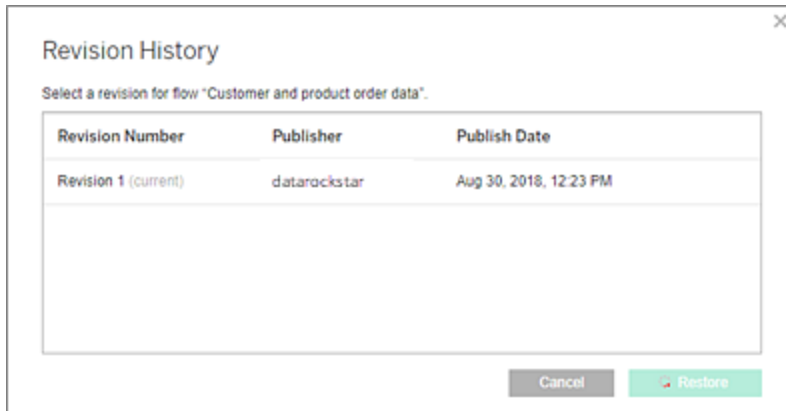 Revision History
Select a revision for flow “Customer and product order data”.
Revision Number Publisher Publish Date
Revision 1 (current) datarockstar Aug 30, 2018, 12:23 PM
Cancel Restore